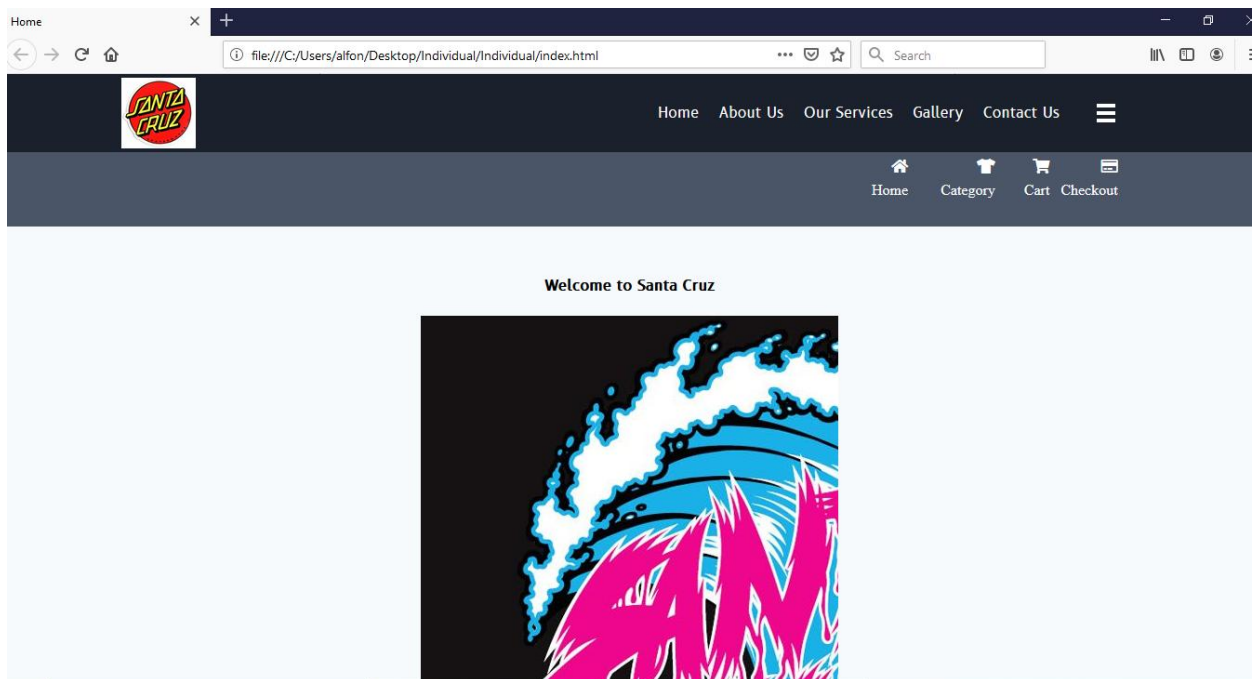 Home
file:///C:/Users/alfon/Desktop/Individual/Individual/index.html
Search
SANTA
CRUZ
Home About Us Our Services Gallery Contact Us
Home Category Cart Checkout
Welcome to Santa Cruz